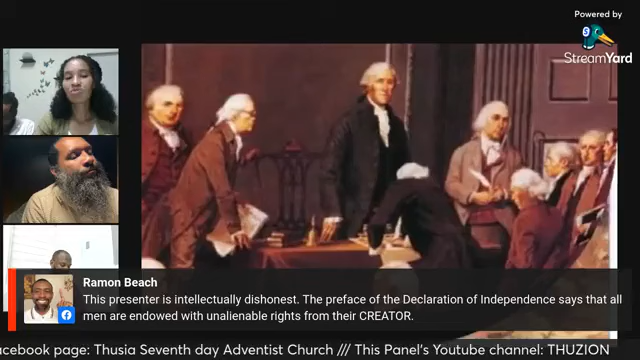 Powered by
StreamYard
Ramon Beach
This presenter is intellectually dishonest. The preface of the Declaration of Independence says that all
men are endowed with unalienable rights from their CREATOR.
acebook page: Thusia Seventh day Adventist Church /// This Panel's Youtube channel: THUZION